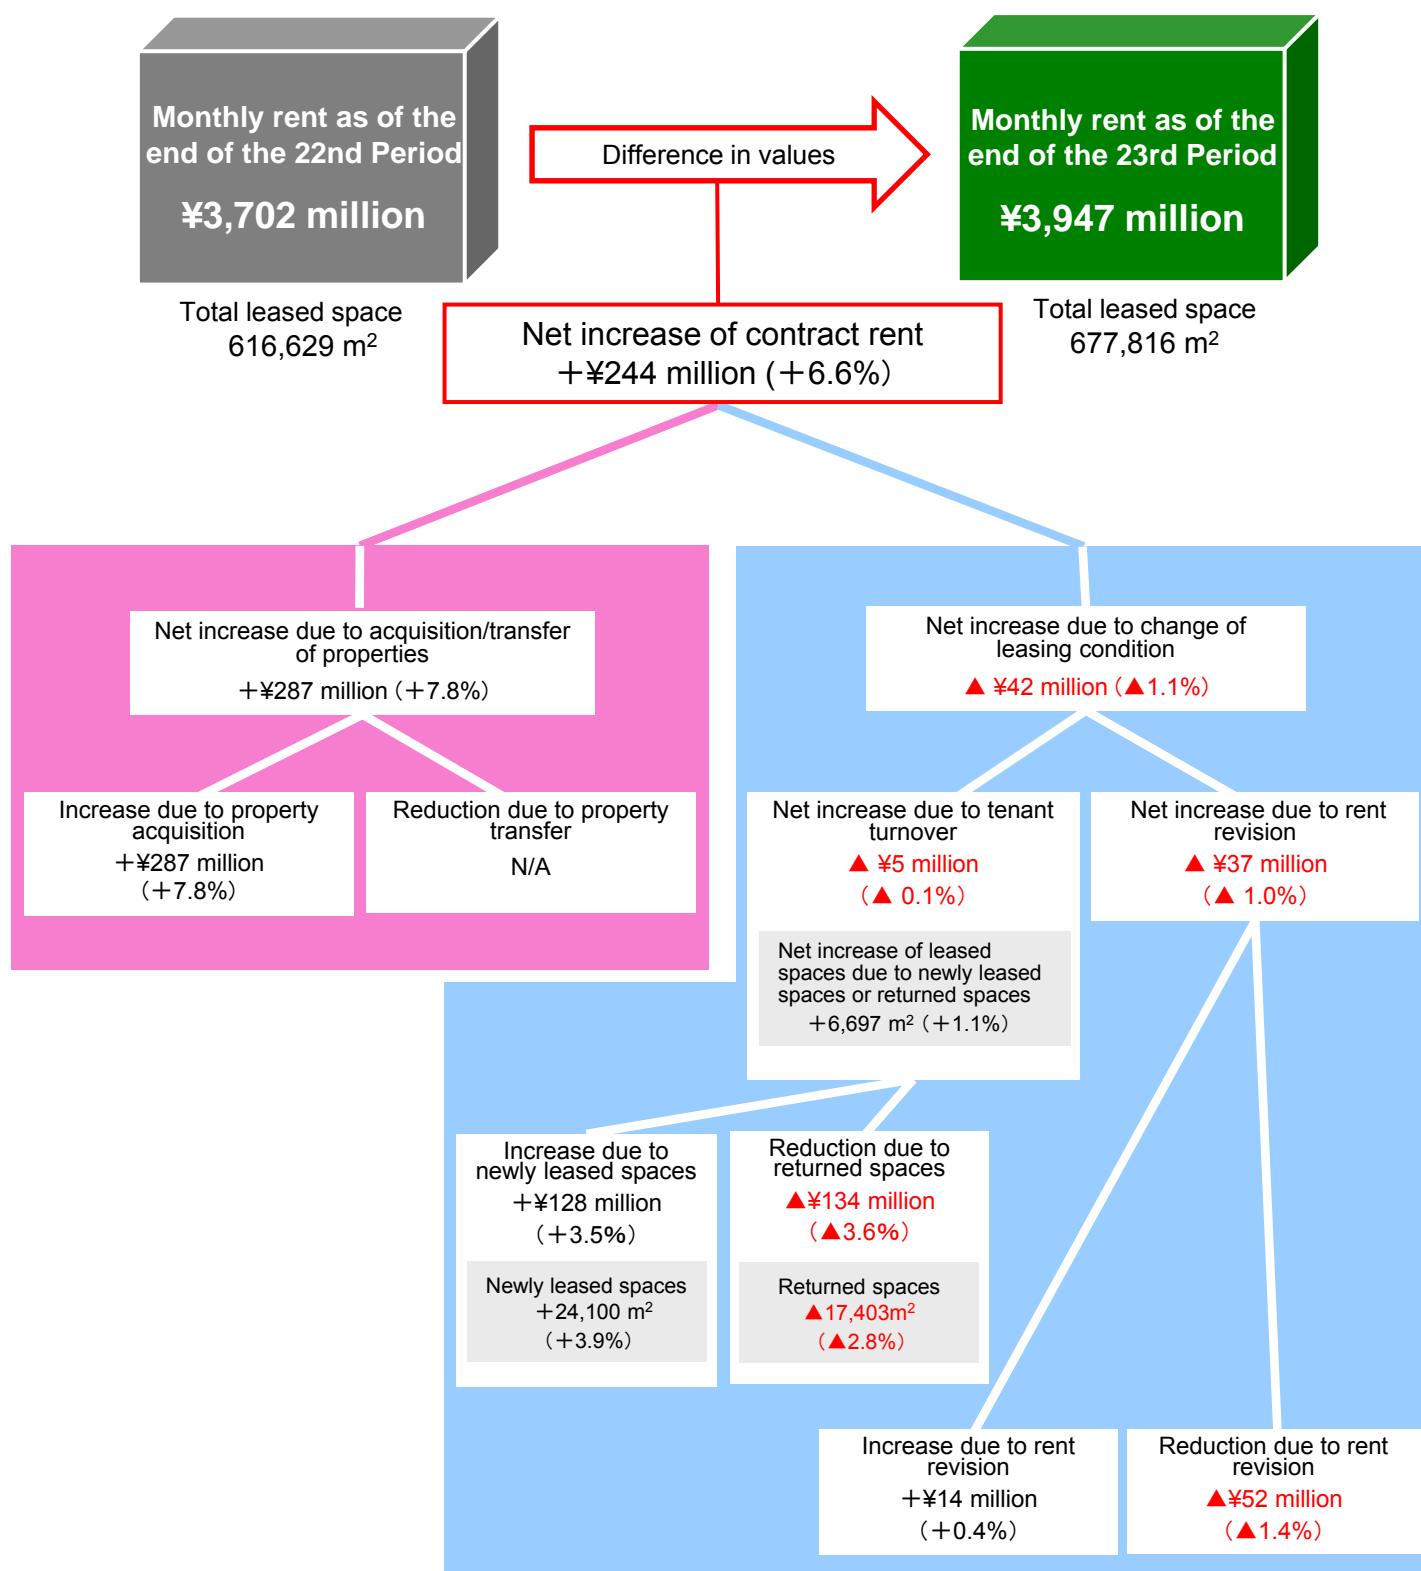 Monthly rent as of the
end of the 22nd Period
¥3,702 million
Total leased space
616,629 m²
Difference in values
Monthly rent as of the
end of the 23rd Period
¥3,947 million
Total leased space
677,816 m²
Net increase of contract rent
＋¥244 million (＋6.6%）
Net increase due to acquisition/transfer
of properties
＋¥287 million（＋7.8%）
Increase due to property
acquisition
＋¥287 million
（＋7.8%）
Reduction due to property
transfer
N/A
Net increase due to change of
leasing condition
▲ ¥42 million（▲1.1%）
Net increase due to tenant
turnover
▲ ¥5 million
（▲ 0.1%）
Net increase of leased
spaces due to newly leased
spaces or returned spaces
＋6,697 m²（＋1.1%）
Net increase due to rent
revision
▲ ¥37 million
（▲ 1.0%）
Increase due to
newly leased spaces
＋¥128 million
（＋3.5%）
Newly leased spaces
＋24,100 m²
（＋3.9%）
Reduction due to
returned spaces
▲¥134 million
（▲3.6%）
Returned spaces
▲17,403m²
（▲2.8%）
Increase due to rent
revision
＋¥14 million
（＋0.4%）
Reduction due to rent
revision
▲¥52 million
（▲1.4%）